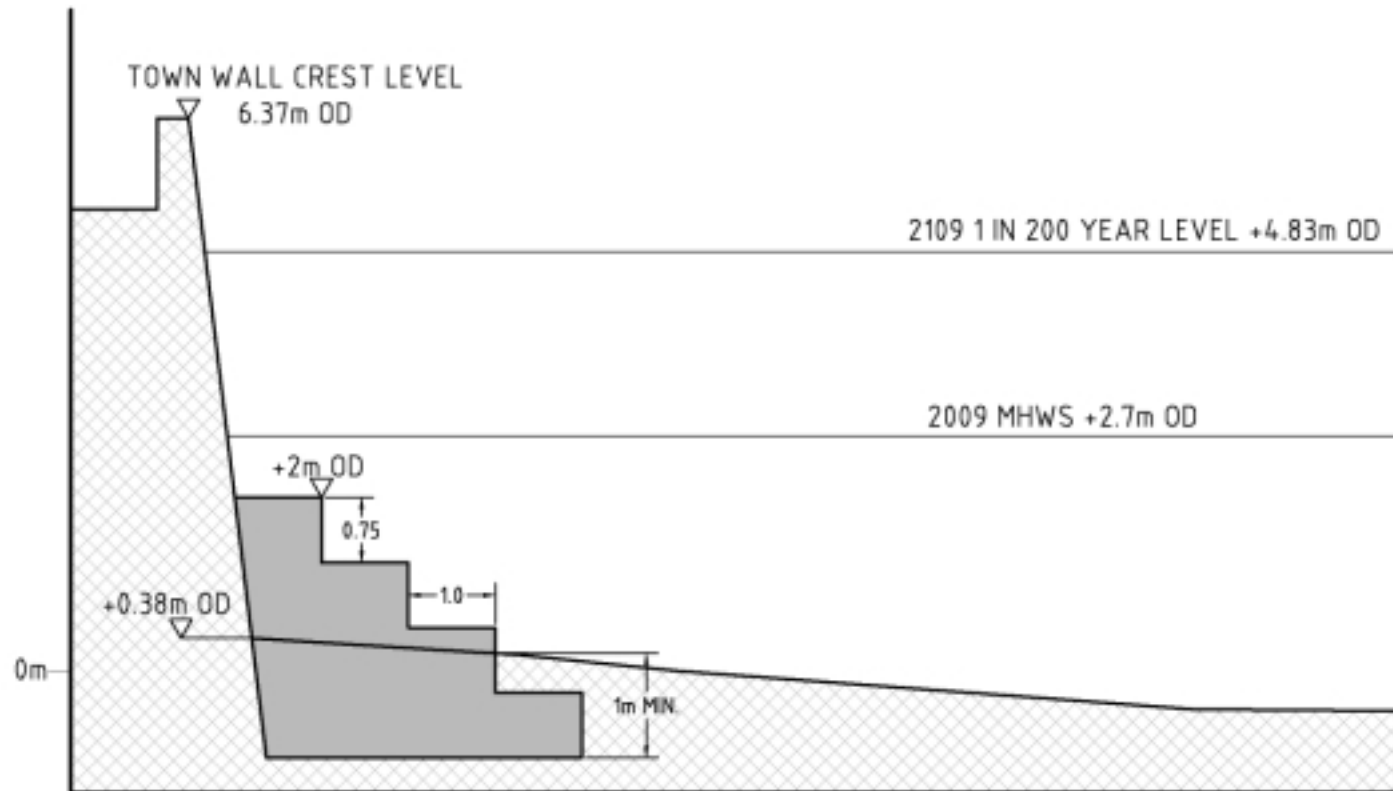 TOWN WALL CREST LEVEL
6.37m OD
2109 1 IN 200 YEAR LEVEL +4.83m OD
2009 MHWS +2.7m OD
+2m OD
0.75
1.0
+0.38m OD
0m
1m MIN.